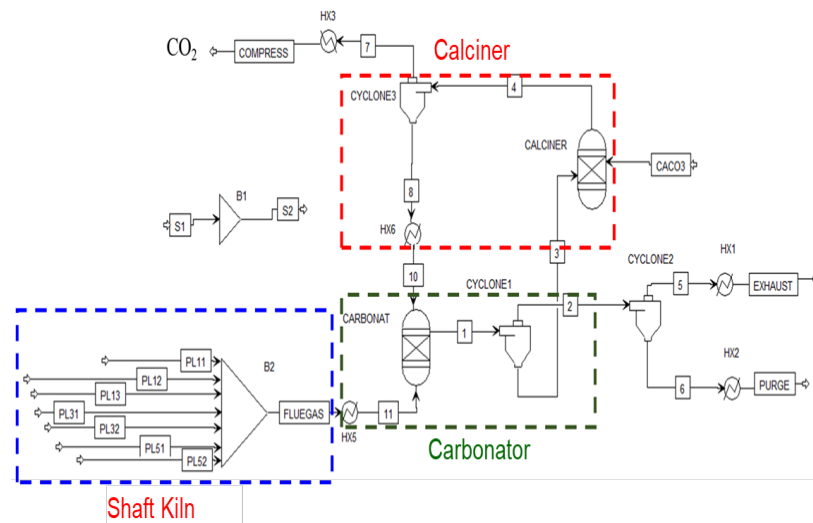 HX3
CO2
COMPRESS
7
Calciner
CYCLONE3
4
CALCINER
CACO3
B1
S1
S2
8
HX6
3
10
CYCLONE1
CYCLONE2
HX1
5
EXHAUST
2
CARBONAT
1
B2
PL11
PL12
PL13
PL31
PL32
PL51
PL52
FLUEGAS
HX5
11
HX2
6
PURGE
Carbonator
Shaft Kiln